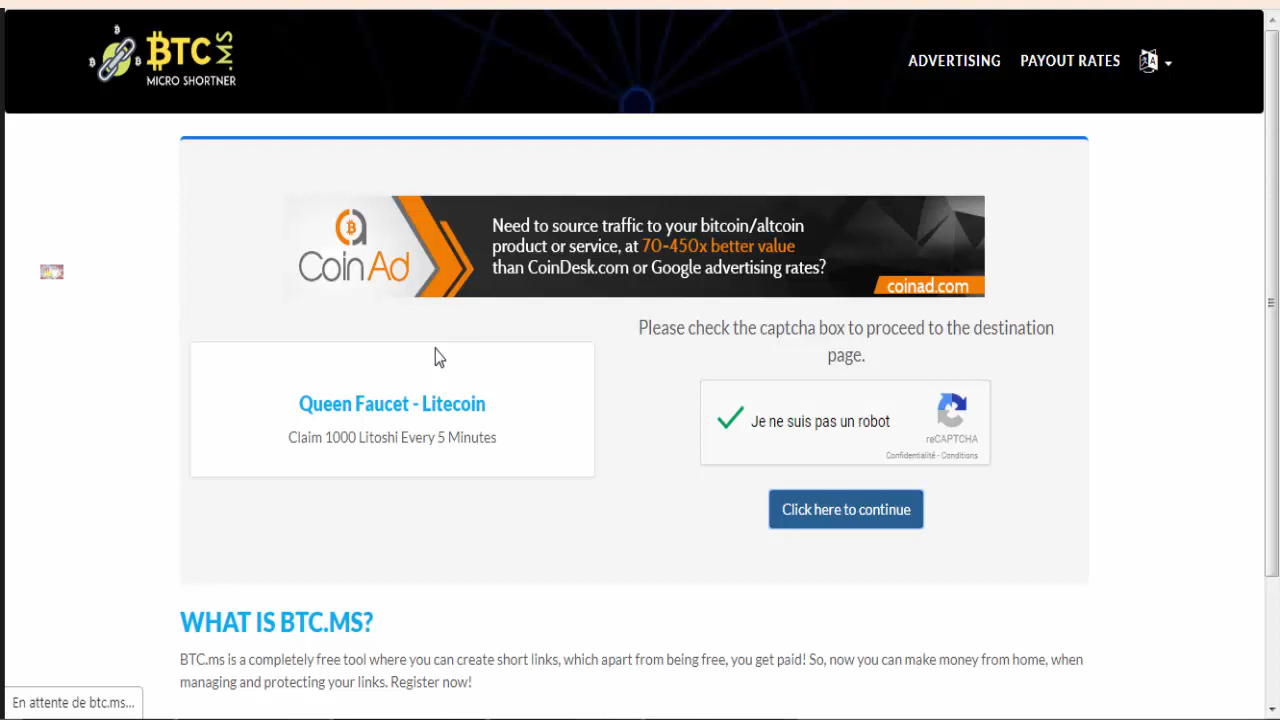 BTC.MS
MICRO SHORTNER
ADVERTISING
PAYOUT RATES
CoinAd
Need to source traffic to your bitcoin/altcoin
product or service, at 70-450x better value
than CoinDesk.com or Google advertising rates?
coinad.com
Queen Faucet - Litecoin
Claim 1000 Litoshi Every 5 Minutes
Please check the captcha box to proceed to the destination
page.
Je ne suis pas un robot
reCAPTCHA
Confidentialité - Conditions
Click here to continue
WHAT IS BTC.MS?
BTC.ms is a completely free tool where you can create short links, which apart from being free, you get paid! So, now you can make money from home, when
managing and protecting your links. Register now!
En attente de btc.ms...